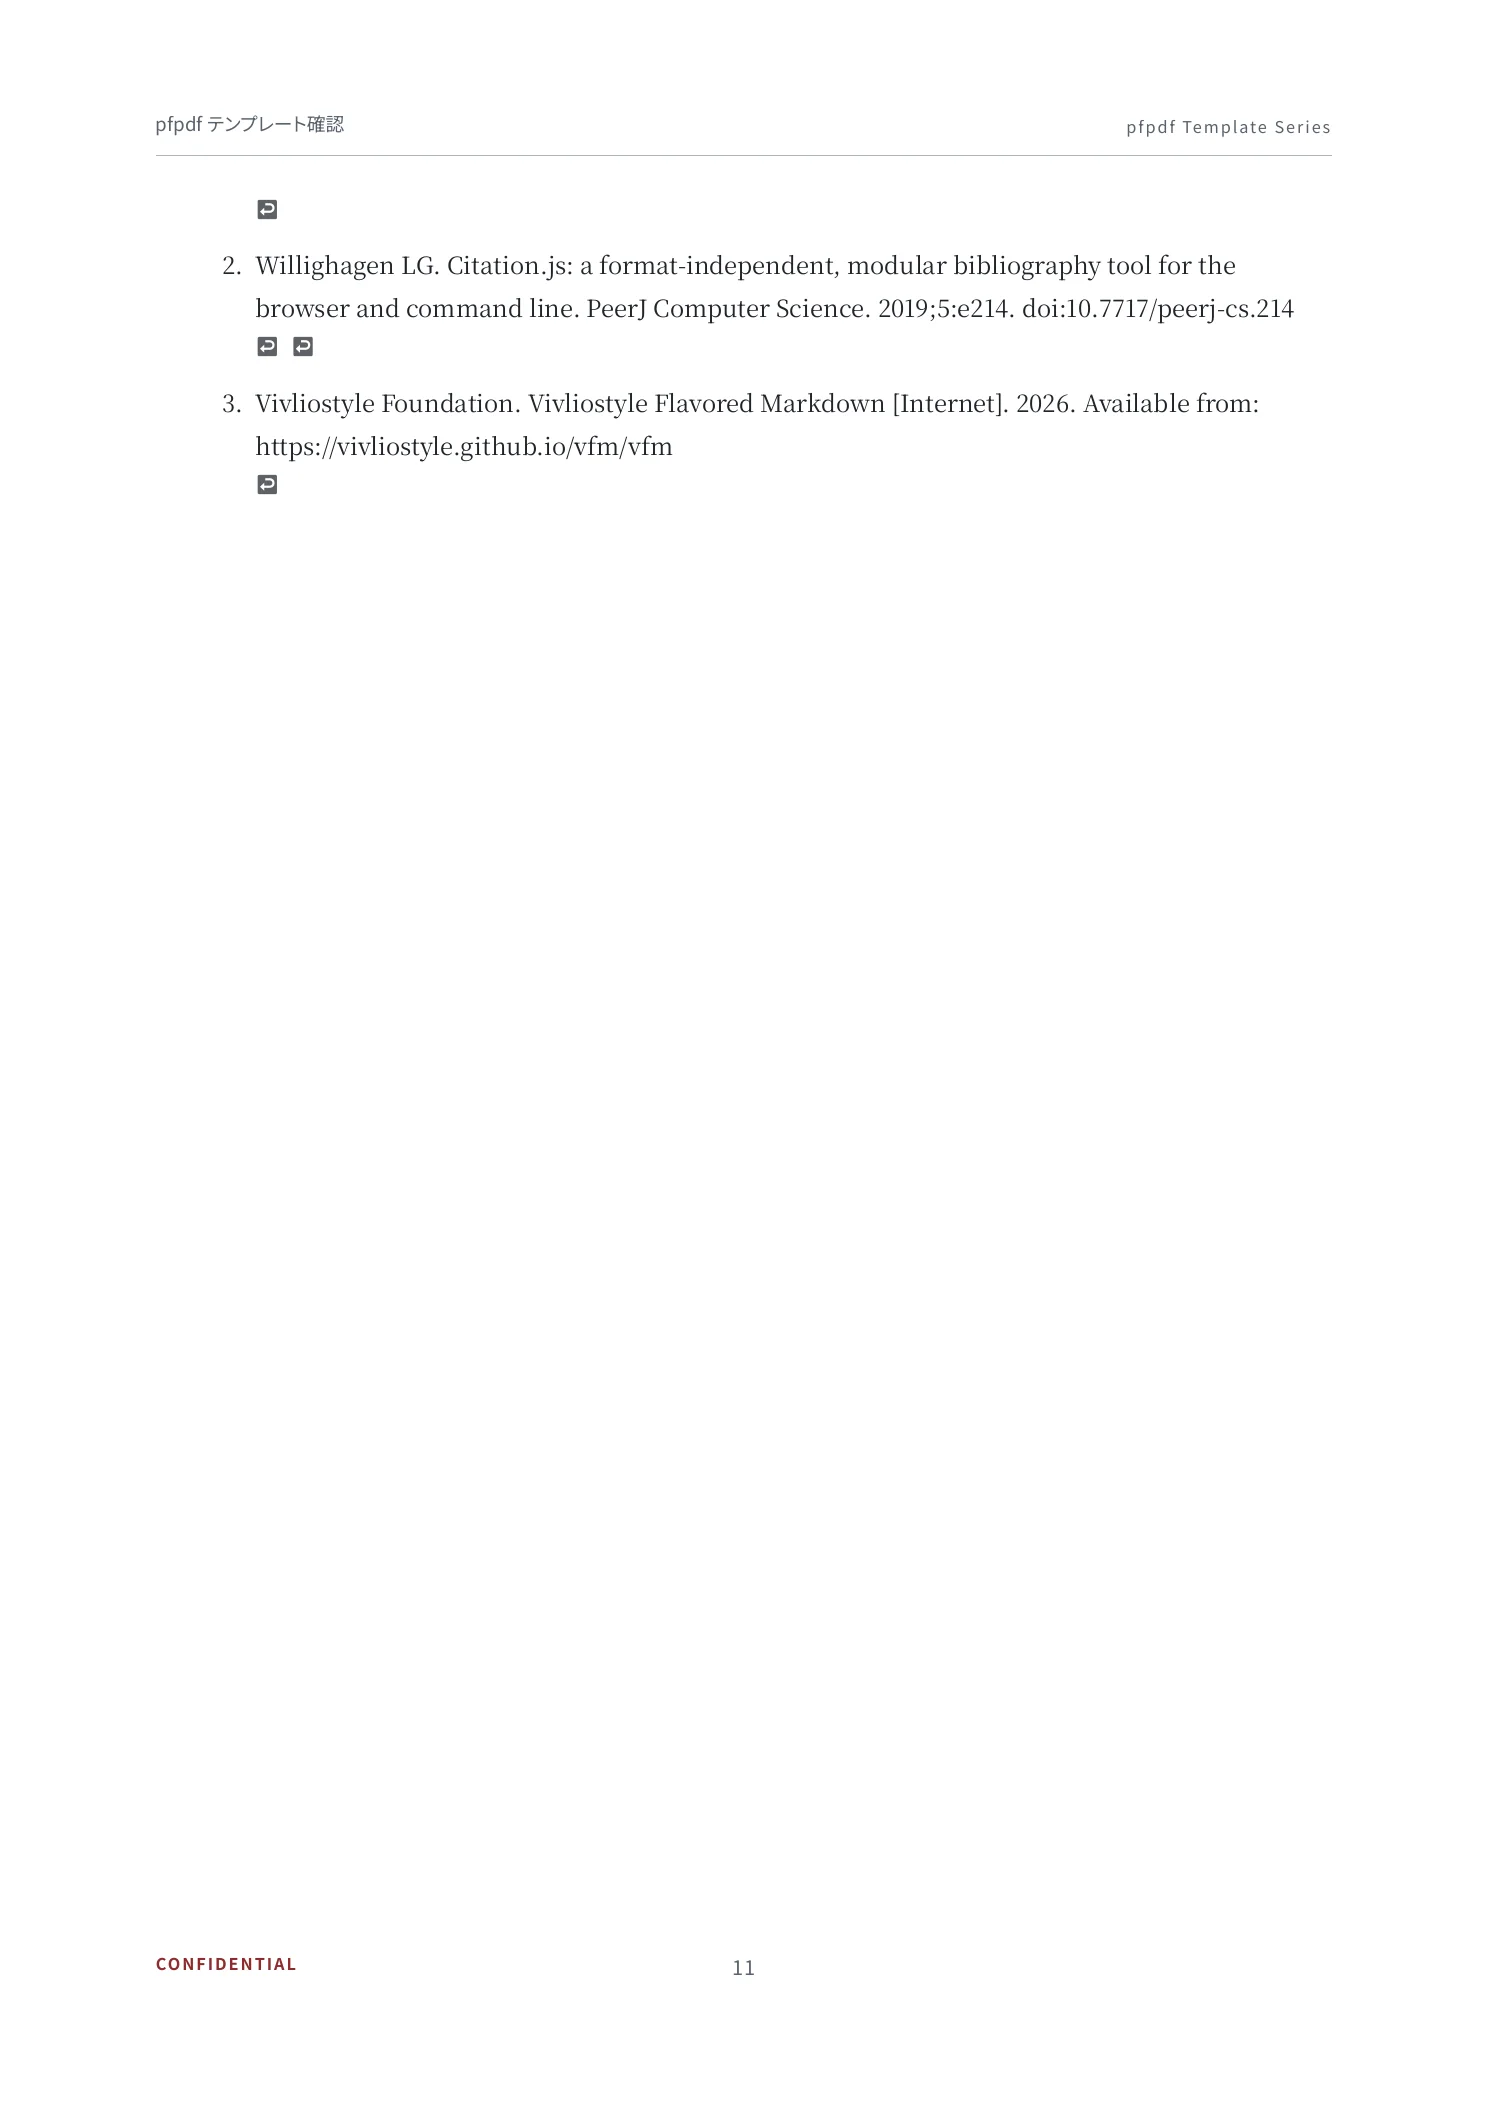 pfpdf テンプレート確認
pfpdf Template Series
↩
2. Willighagen LG. Citation.js: a format-independent, modular bibliography tool for the
browser and command line. PeerJ Computer Science. 2019;5:e214. doi:10.7717/peerj-cs.214
↩ ↩
3. Vivliostyle Foundation. Vivliostyle Flavored Markdown [Internet]. 2026. Available from:
https://vivliostyle.github.io/vfm/vfm
↩
CONFIDENTIAL
11